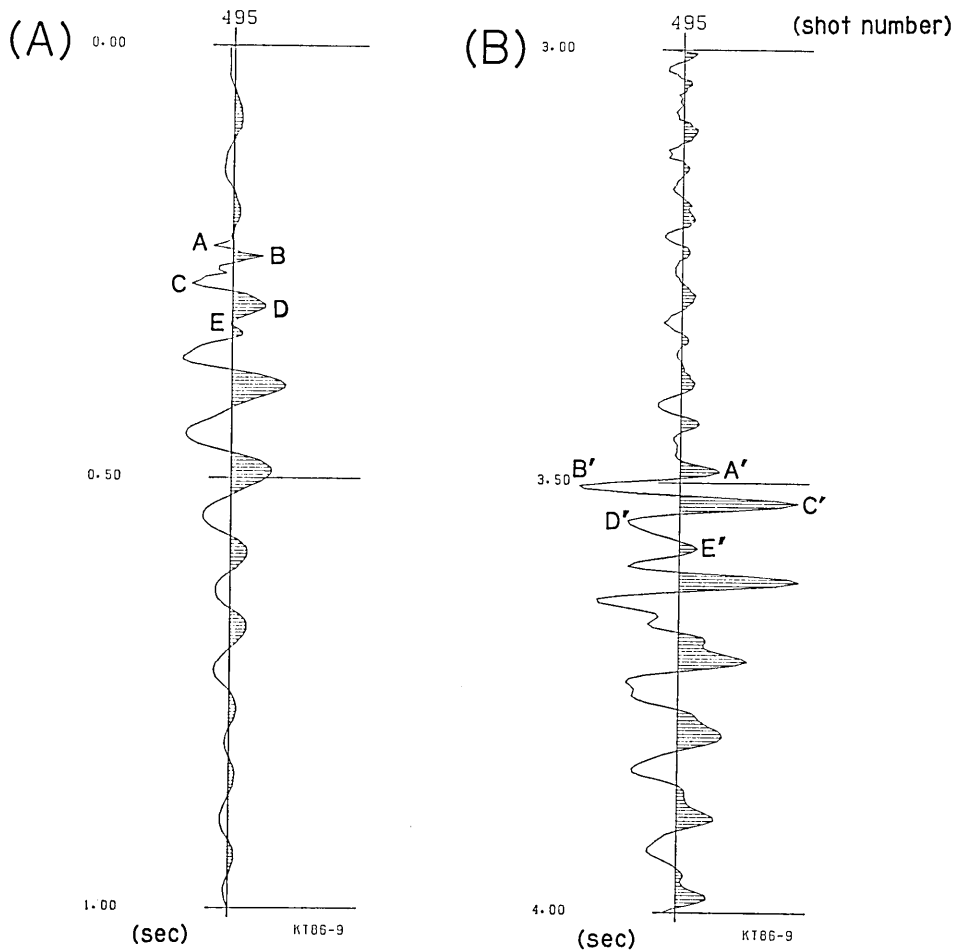 (A)
495
0.00
A
B
C
D
E
0.50
1.00
(sec)
KT86-9
(B)
495
(shot number)
3.00
A'
B'
3.50
C'
D'
E'
4.00
(sec)
KT86-9